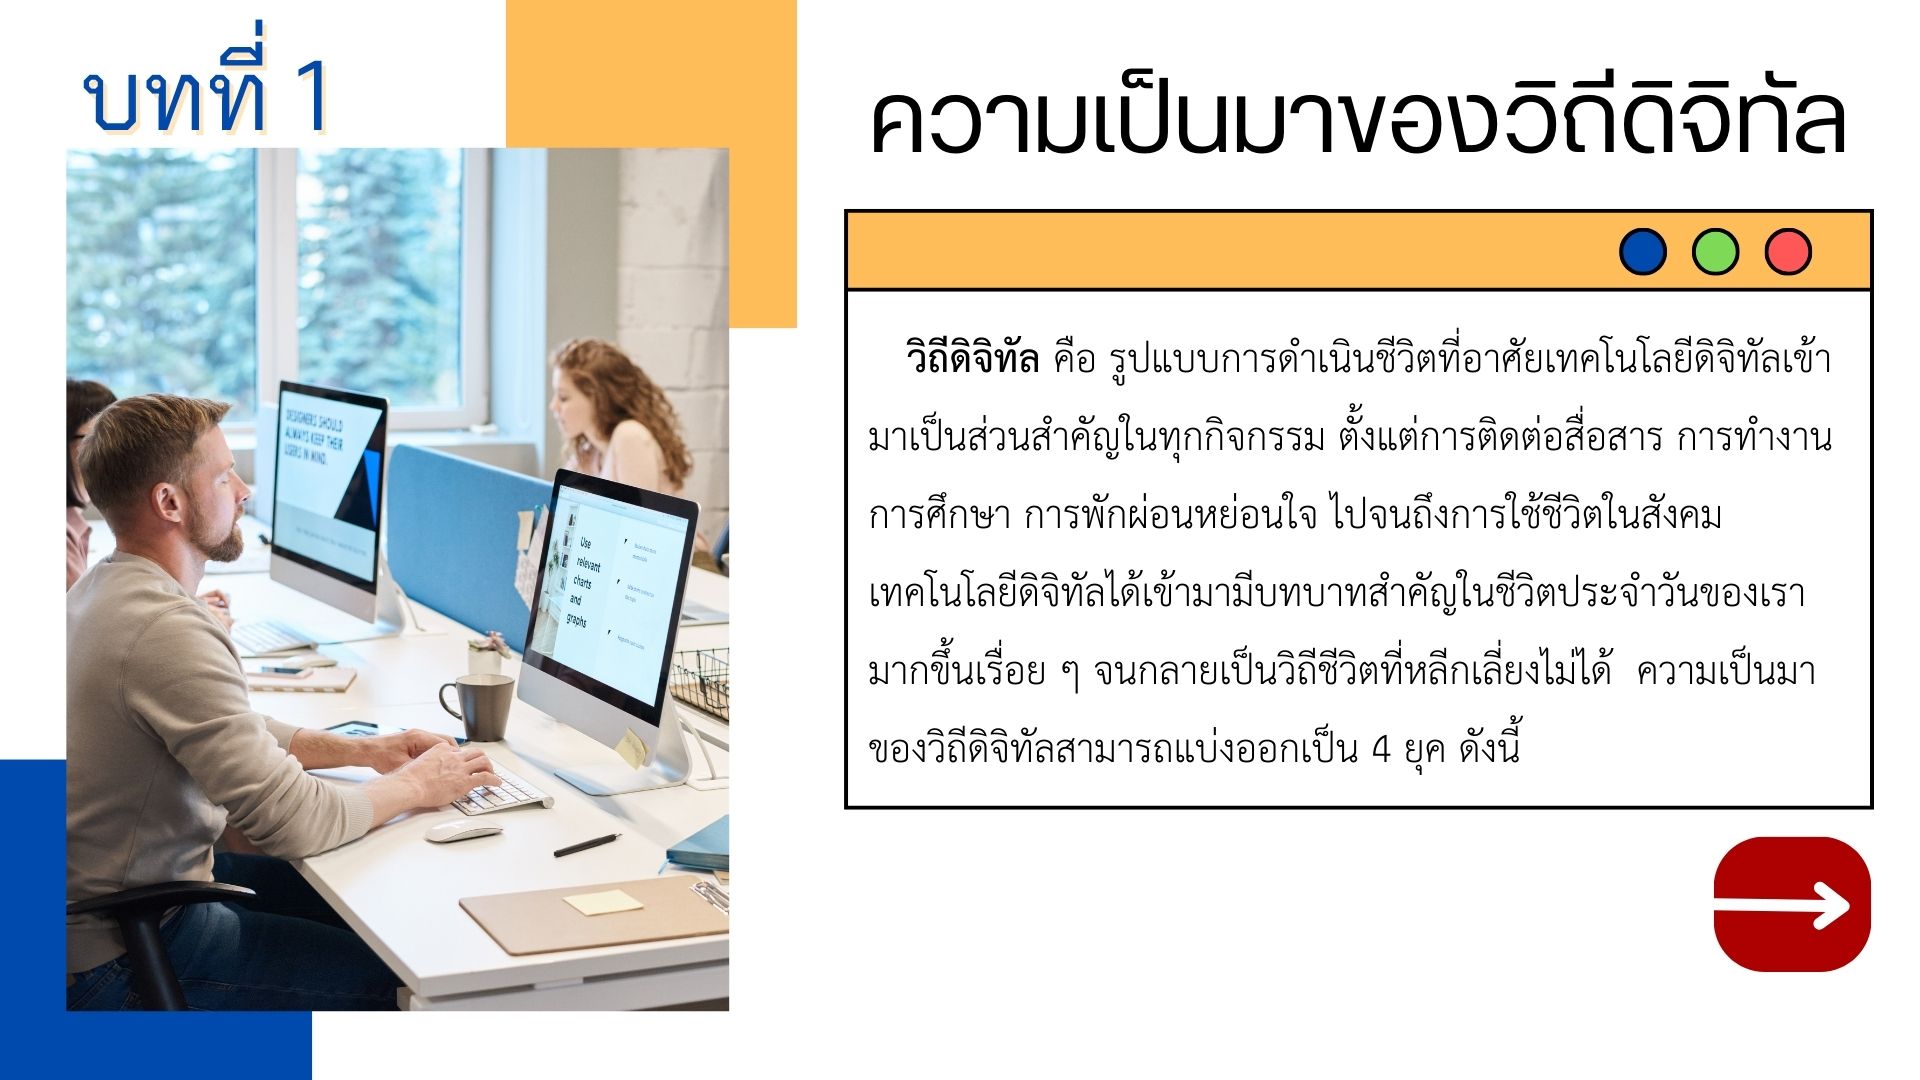 บทที่ 1
ความเป็นมาของวิถีดิจิทัล
วิถีดิจิทัล คือ รูปแบบการดำเนินชีวิตที่อาศัยเทคโนโลยีดิจิทัลเข้า
มาเป็นส่วนสำคัญในทุกกิจกรรม ตั้งแต่การติดต่อสื่อสาร การทำงาน
การศึกษา การพักผ่อนหย่อนใจ ไปจนถึงการใช้ชีวิตในสังคม
เทคโนโลยีดิจิทัลได้เข้ามามีบทบาทสำคัญในชีวิตประจำวันของเรา
มากขึ้นเรื่อย ๆ จนกลายเป็นวิถีชีวิตที่หลีกเลี่ยงไม่ได้  ความเป็นมา
ของวิถีดิจิทัลสามารถแบ่งออกเป็น 4 ยุค ดังนี้
DESIGNERS SHOULD
ALWAYS KEEP THEIR
USERS IN MIND.
Use
relevant
charts
and
graphs